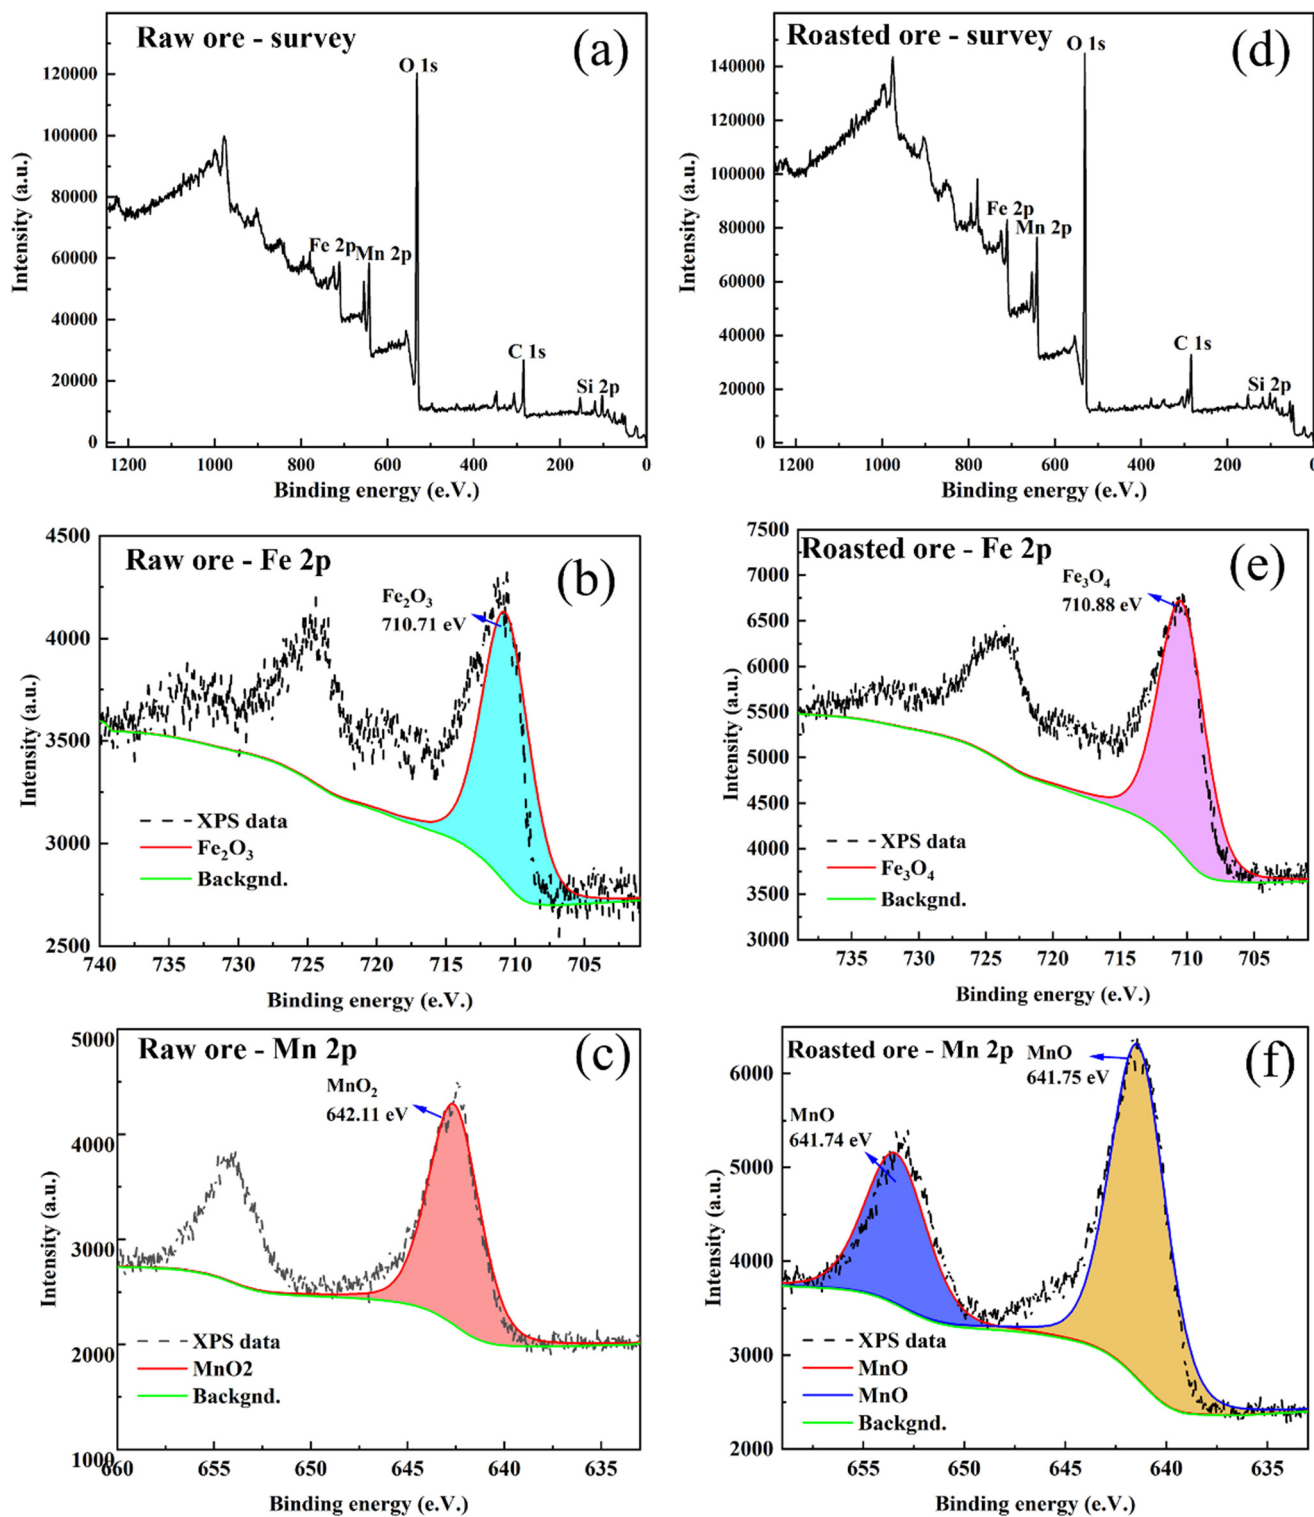 Raw ore - survey
(a)
O 1s
Fe 2p
Mn 2p
C 1s
Si 2p
120000
100000
80000
60000
40000
20000
0
Intensity (a.u.)
1200 1000 800 600 400 200 0
Binding energy (e.V.)
Roasted ore - survey
(d)
O 1s
Fe 2p
Mn 2p
C 1s
Si 2p
140000
120000
100000
80000
60000
40000
20000
0
Intensity (a.u.)
1200 1000 800 600 400 200 0
Binding energy (e.V.)
Raw ore - Fe 2p
(b)
Fe₂O₃
710.71 eV
XPS data
Fe₂O₃
Backgnd.
4500
4000
3500
3000
2500
Intensity (a.u.)
740 735 730 725 720 715 710 705
Binding energy (e.V.)
Roasted ore - Fe 2p
(e)
Fe₃O₄
710.88 eV
XPS data
Fe₃O₄
Backgnd.
7500
7000
6500
6000
5500
5000
4500
4000
3500
3000
Intensity (a.u.)
735 730 725 720 715 710 705
Binding energy (e.V.)
Raw ore - Mn 2p
(c)
MnO₂
642.11 eV
XPS data
MnO2
Backgnd.
5000
4000
3000
2000
1000
Intensity (a.u.)
660 655 650 645 640 635
Binding energy (e.V.)
Roasted ore - Mn 2p
(f)
MnO
641.75 eV
MnO
641.74 eV
XPS data
MnO
MnO
Backgnd.
6000
5000
4000
3000
2000
Intensity (a.u.)
655 650 645 640 635
Binding energy (e.V.)